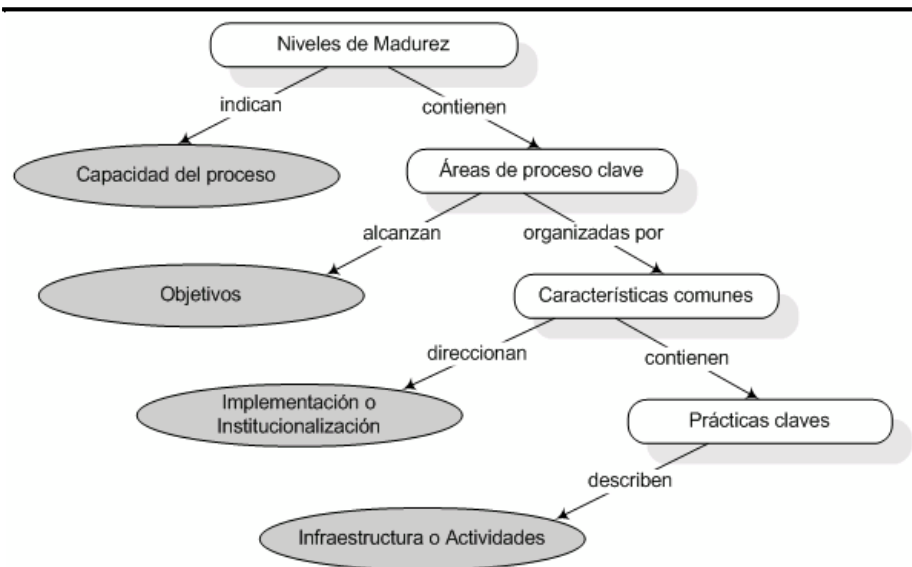 Niveles de Madurez
indican
contienen
Capacidad del proceso
Áreas de proceso clave
alcanzan
organizadas por
Objetivos
Características comunes
direccionan
contienen
Implementación o
Institucionalización
Prácticas claves
describen
Infraestructura o Actividades